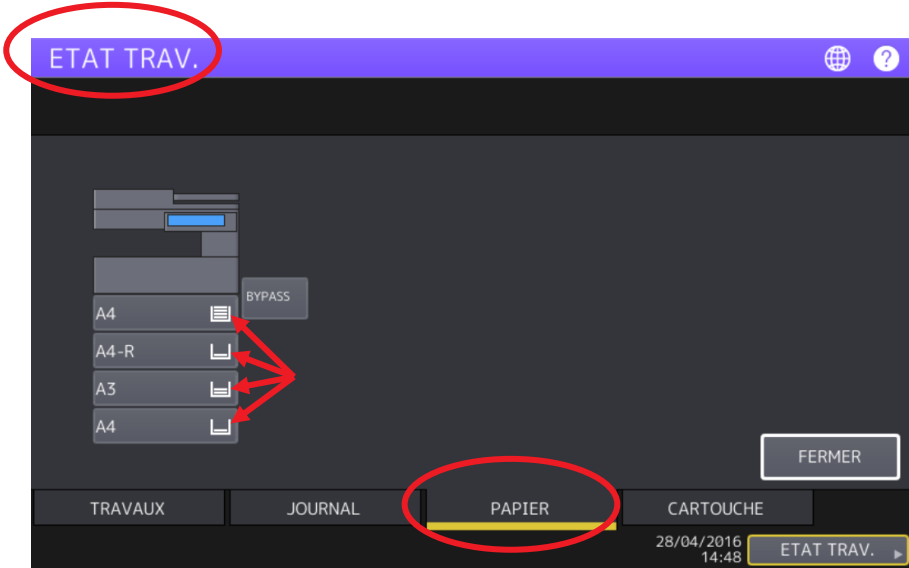 ETAT TRAV.
?
BYPASS
A4
A4-R
A3
A4
FERMER
TRAVAUX JOURNAL PAPIER CARTOUCHE
28/04/2016
14:48
ETAT TRAV.